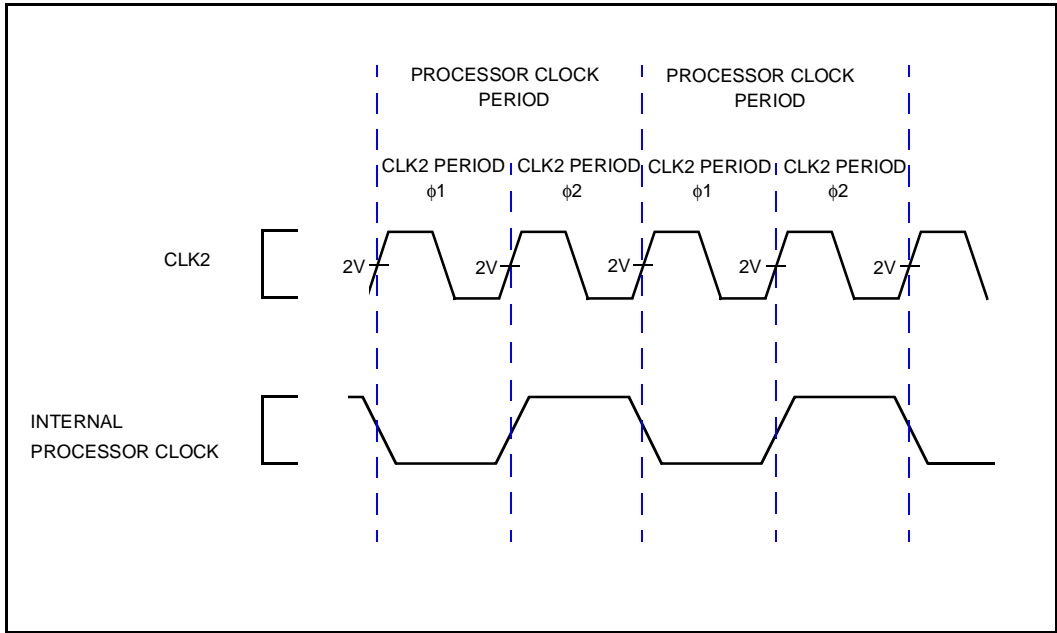 PROCESSOR CLOCK PERIOD
PROCESSOR CLOCK PERIOD
CLK2 PERIOD ϕ1
CLK2 PERIOD ϕ2
CLK2 PERIOD ϕ1
CLK2 PERIOD ϕ2
CLK2
2V
2V
2V
2V
2V
INTERNAL
PROCESSOR CLOCK